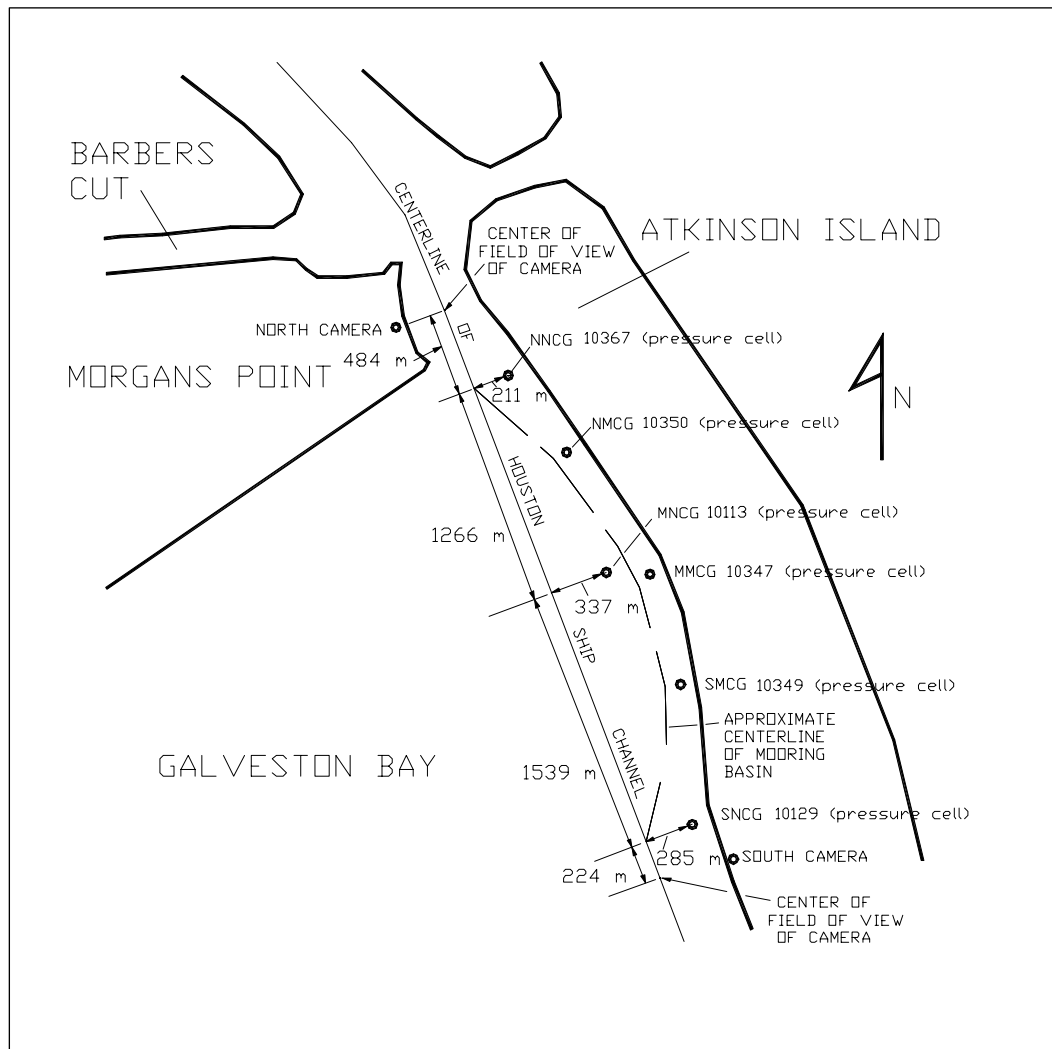 BARBERS
CUT
CENTERLINE
OF
HOUSTON
SHIP
CHANNEL
CENTER OF
FIELD OF VIEW
OF CAMERA
ATKINSON ISLAND
NORTH CAMERA
484 m
MORGANS POINT
NNCG 10367 (pressure cell)
211 m
N
NMCG 10350 (pressure cell)
1266 m
MNCG 10113 (pressure cell)
MMCG 10347 (pressure cell)
337 m
SMCG 10349 (pressure cell)
APPROXIMATE
CENTERLINE
OF MOORING
BASIN
GALVESTON BAY
1539 m
SNCG 10129 (pressure cell)
285 m
SOUTH CAMERA
224 m
CENTER OF
FIELD OF VIEW
OF CAMERA